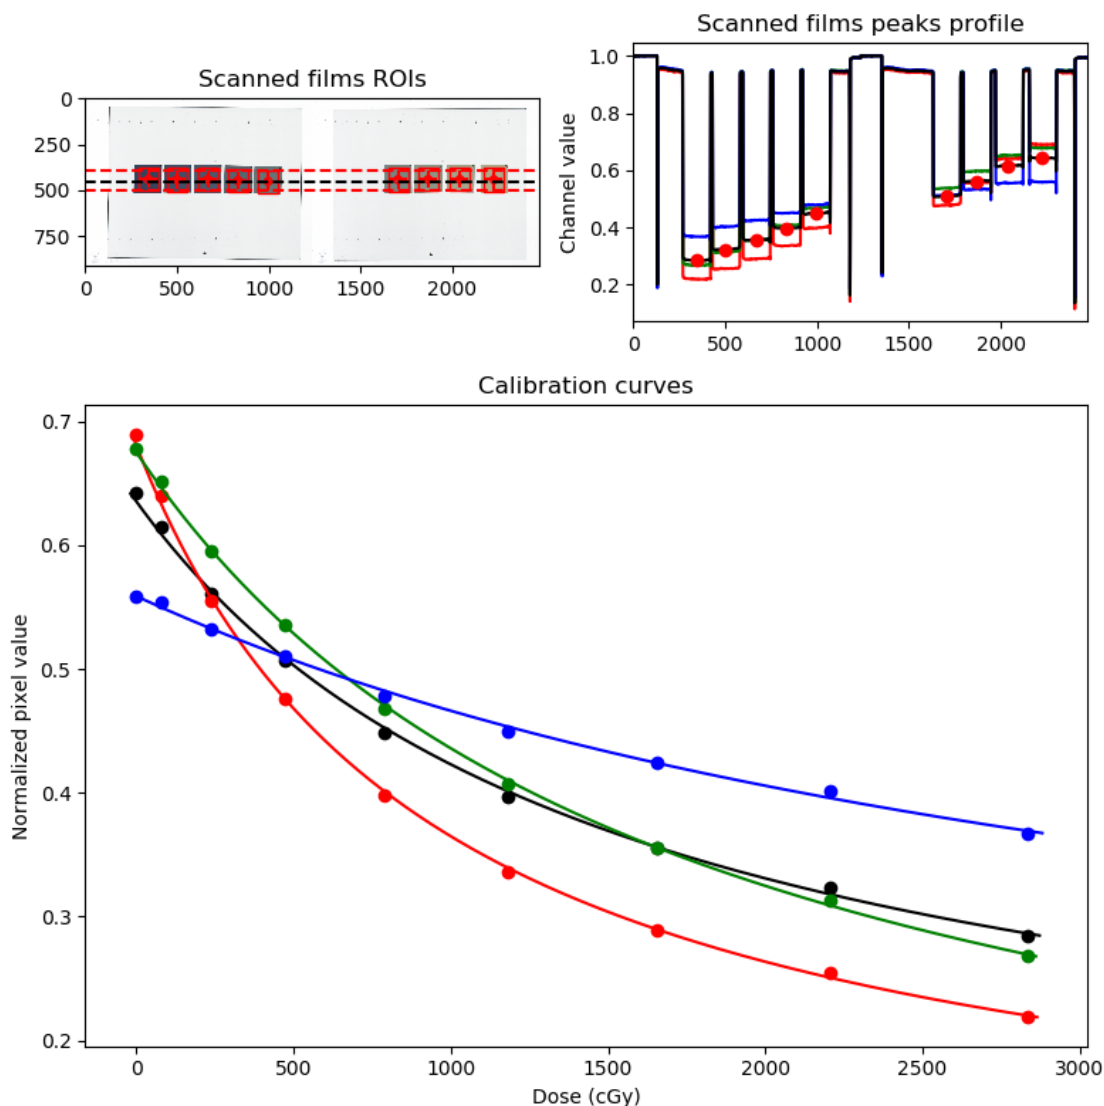 Scanned films ROIs
0
250
500
750
0 500 1000 1500 2000
Scanned films peaks profile
Channel value
1.0
0.8
0.6
0.4
0.2
0 500 1000 1500 2000
Calibration curves
Normalized pixel value
0.7
0.6
0.5
0.4
0.3
0.2
0 500 1000 1500 2000 2500 3000
Dose (cGy)